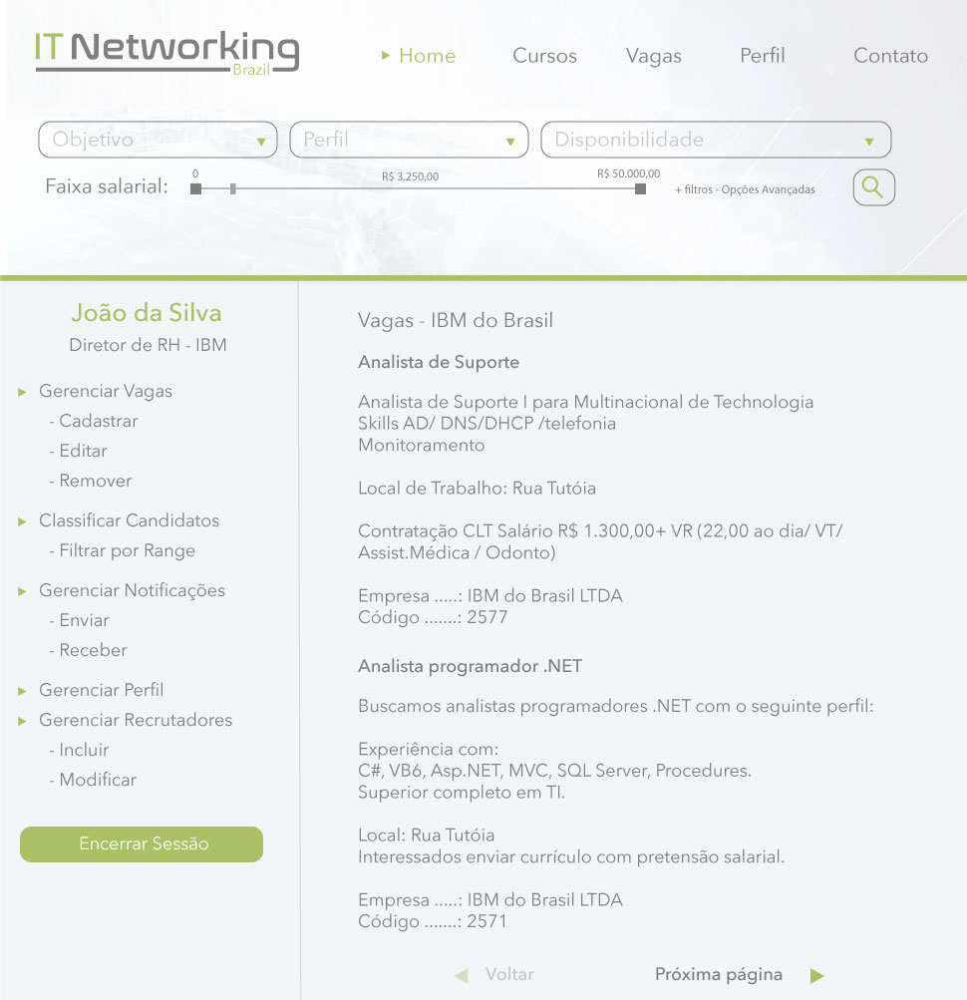 IT Networking
Brazil
Home
Cursos
Vagas
Perfil
Contato
Objetivo
Perfil
Disponibilidade
Faixa salarial:
0
R$ 3.250,00
R$ 50.000,00
+ filtros - Opções Avançadas
João da Silva
Diretor de RH - IBM
Gerenciar Vagas
- Cadastrar
- Editar
- Remover
Classificar Candidatos
- Filtrar por Range
Gerenciar Notificações
- Enviar
- Receber
Gerenciar Perfil
Gerenciar Recrutadores
- Incluir
- Modificar
Encerrar Sessão
Vagas - IBM do Brasil
Analista de Suporte
Analista de Suporte I para Multinacional de Technologia
Skills AD/ DNS/DHCP /telefonia
Monitoramento
Local de Trabalho: Rua Tutóia
Contratação CLT Salário R$ 1.300,00+ VR (22,00 ao dia/ VT/
Assist.Médica / Odonto)
Empresa .....: IBM do Brasil LTDA
Código .......: 2577
Analista programador .NET
Buscamos analistas programadores .NET com o seguinte perfil:
Experiência com:
C#, VB6, Asp.NET, MVC, SQL Server, Procedures.
Superior completo em TI.
Local: Rua Tutóia
Interessados enviar currículo com pretensão salarial.
Empresa .....: IBM do Brasil LTDA
Código .......: 2571
Voltar
Próxima página